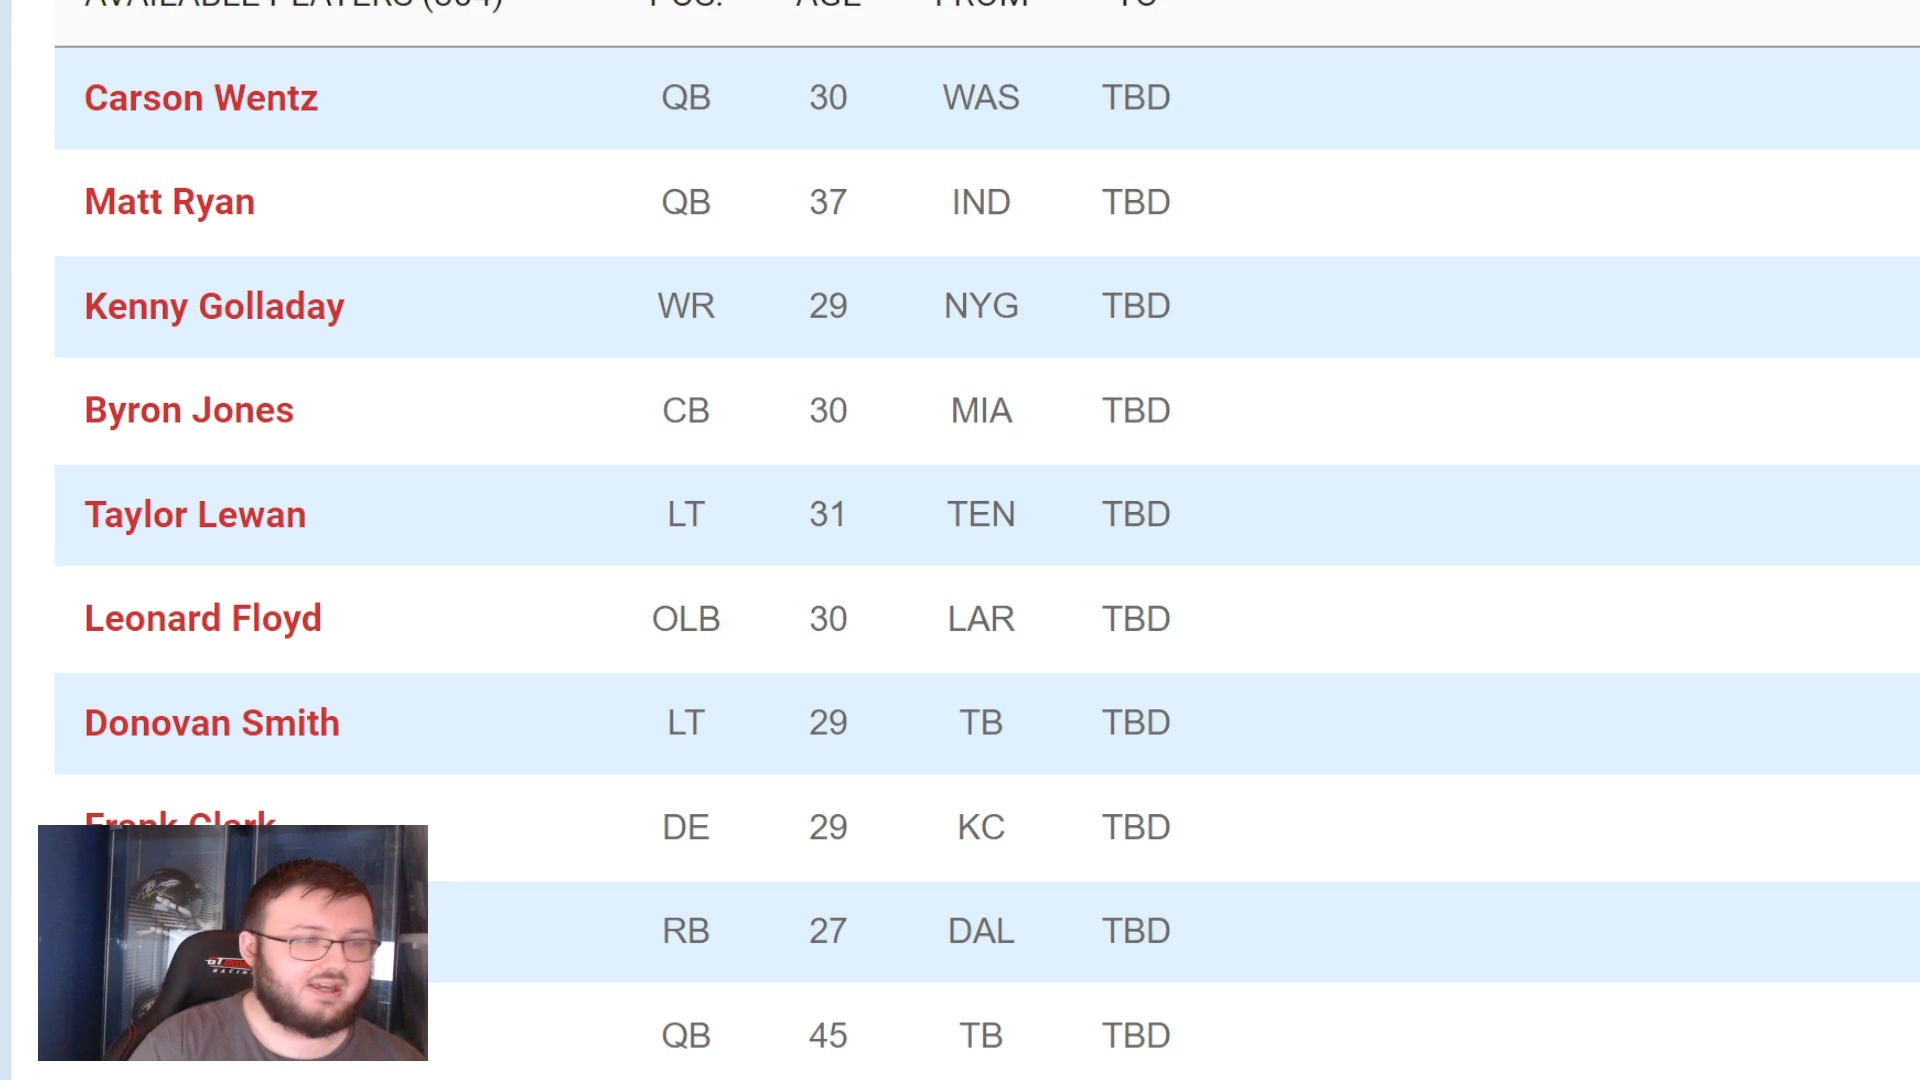 AVAILABLE PLAYERS (364) POS. AGE FROM TO
Carson Wentz QB 30 WAS TBD
Matt Ryan QB 37 IND TBD
Kenny Golladay WR 29 NYG TBD
Byron Jones CB 30 MIA TBD
Taylor Lewan LT 31 TEN TBD
Leonard Floyd OLB 30 LAR TBD
Donovan Smith LT 29 TB TBD
Frank Clark DE 29 KC TBD
RB 27 DAL TBD
QB 45 TB TBD
RACING